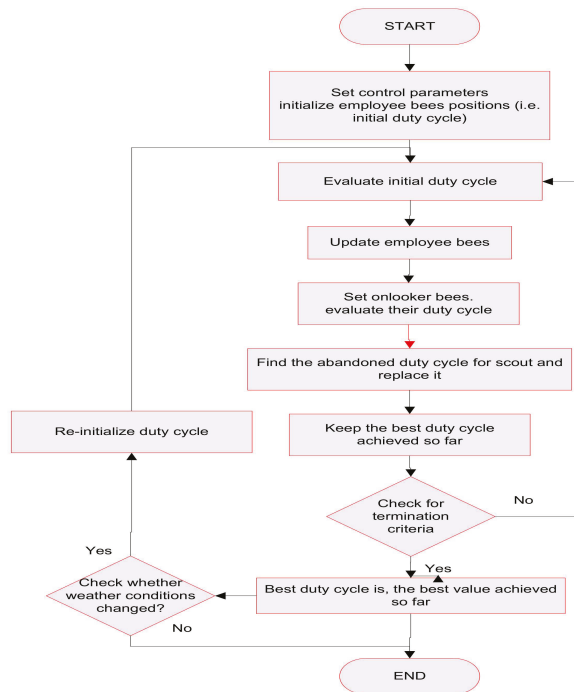 START
Set control parameters
initialize employee bees positions (i.e.
initial duty cycle)
Evaluate initial duty cycle
Update employee bees
Set onlooker bees.
evaluate their duty cycle
Find the abandoned duty cycle for scout and
replace it
Keep the best duty cycle
achieved so far
Re-initialize duty cycle
Check for
termination
criteria
No
Yes
Best duty cycle is, the best value achieved
so far
Yes
Check whether
weather conditions
changed?
No
END